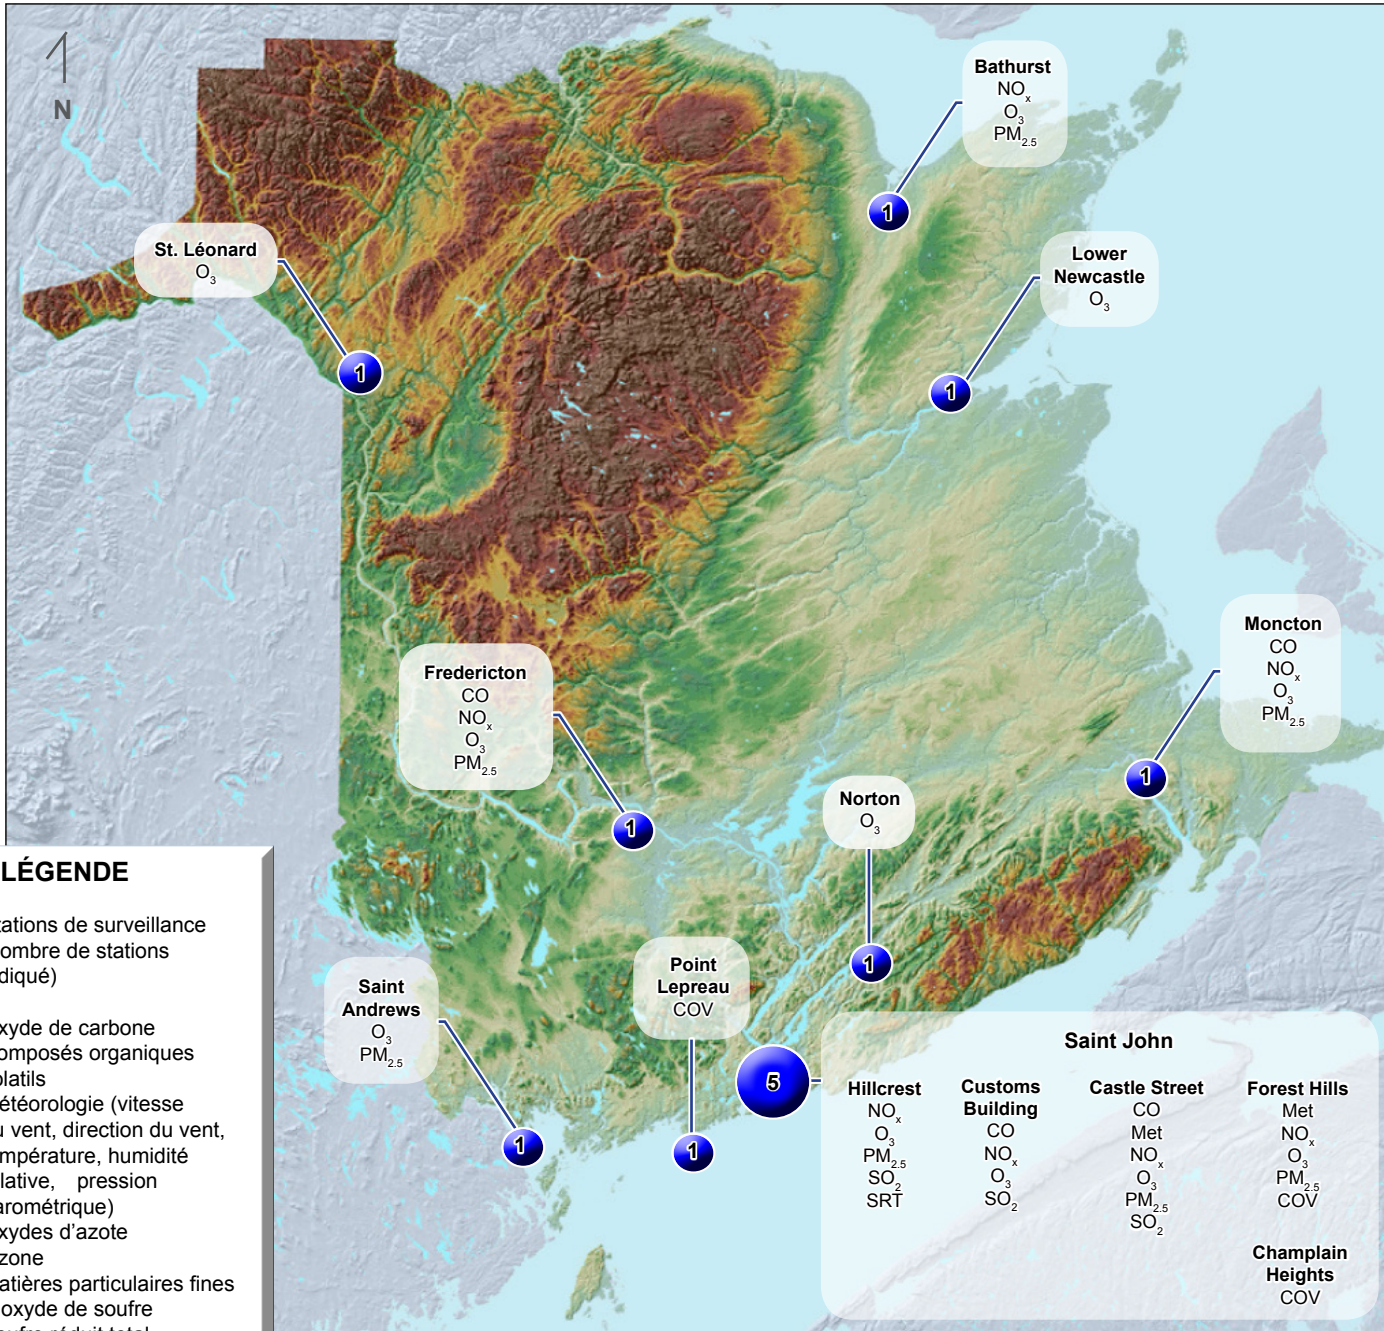 N
Bathurst
NOx
O3
PM2.5
St. Léonard
O3
Lower
Newcastle
O3
1
1
1
Moncton
CO
NOx
O3
PM2.5
Fredericton
CO
NOx
O3
PM2.5
1
1
Norton
O3
1
LÉGENDE
tations de surveillance
ombre de stations
diqué)
xyde de carbone
omposés organiques
olatils
étéorologie (vitesse
u vent, direction du vent,
mpérature, humidité
lative, pression
arométrique)
xydes d'azote
zone
atières particulaires fines
oxyde de soufre
oufre réduit total
Saint
Andrews
O3
PM2.5
1
Point
Lepreau
COV
1
5
Saint John
Hillcrest
NOx
O3
PM2.5
SO2
SRT
Customs
Building
CO
NOx
O3
SO2
Castle Street
CO
Met
NOx
O3
PM2.5
SO2
Forest Hills
Met
NOx
O3
PM2.5
COV
Champlain
Heights
COV